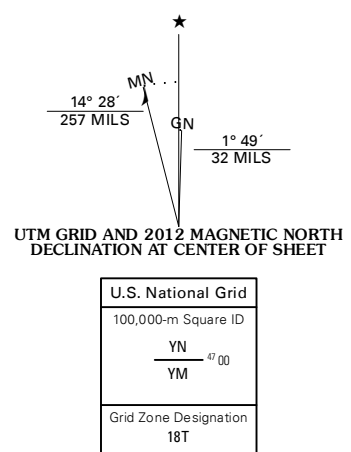 ★
MN
GN
14° 28´
257 MILS
1° 49´
32 MILS
UTM GRID AND 2012 MAGNETIC NORTH
DECLINATION AT CENTER OF SHEET
U.S. National Grid
100,000-m Square ID
YN
47 00
YM
Grid Zone Designation
18T